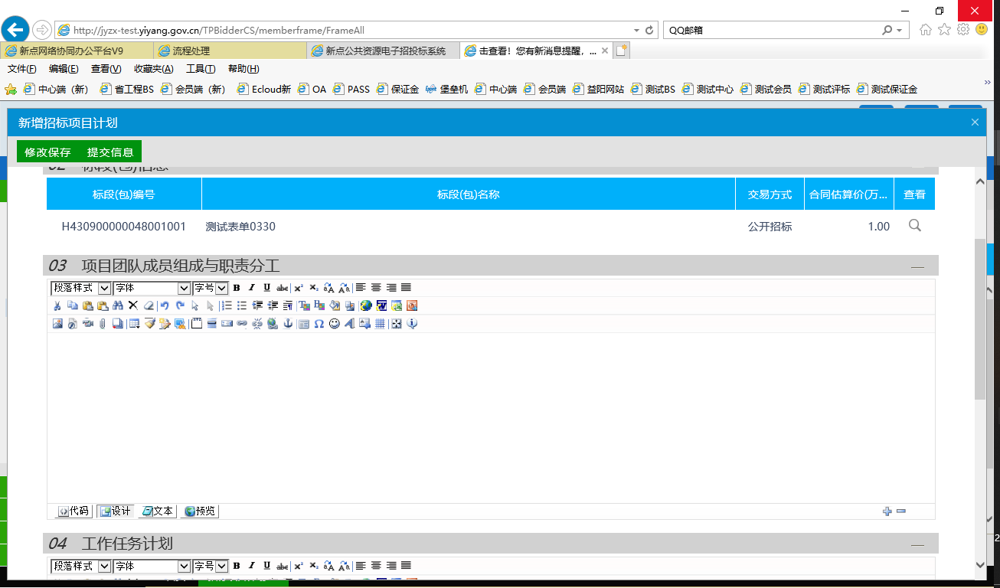 http://jyzx-test.yiyang.gov.cn/TPBidderCS/memberframe/FrameAll
QQ邮箱
新点网络协同办公平台V9
流程处理
新点公共资源电子招投标系统
击查看！您有新消息提醒，...
文件(F) 编辑(E) 查看(V) 收藏夹(A) 工具(T) 帮助(H)
中心端（新） 省工程BS 会员端（新） Ecloud新 OA PASS 保证金 堡垒机 中心端 会员端 益阳网站 测试BS 测试中心 测试会员 测试评标 测试保证金
新增招标项目计划
修改保存 提交信息
02 标段(包)信息
标段(包)编号 标段(包)名称 交易方式 合同估算价(万... 查看
H430900000048001001 测试表单0330 公开招标 1.00
03 项目团队成员组成与职责分工
段落样式 字体 字号 B I U abc
代码 设计 文本 预览
04 工作任务计划
段落样式 字体 字号 B I U abc